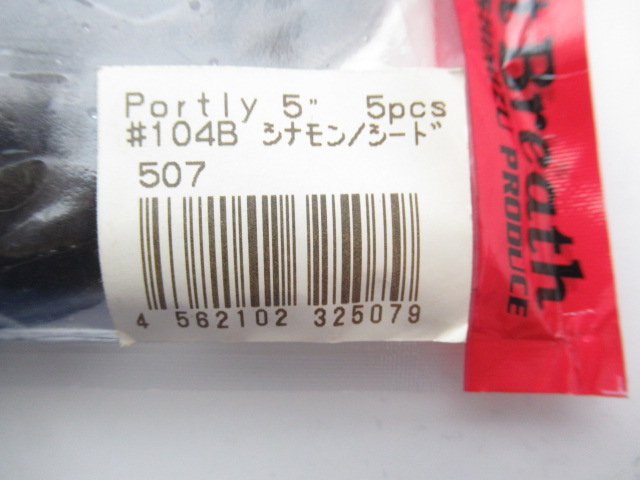 Portly 5" 5pcs
#104B シナモン/シード
507
4 562102 325079
t Breath
PRODUCE